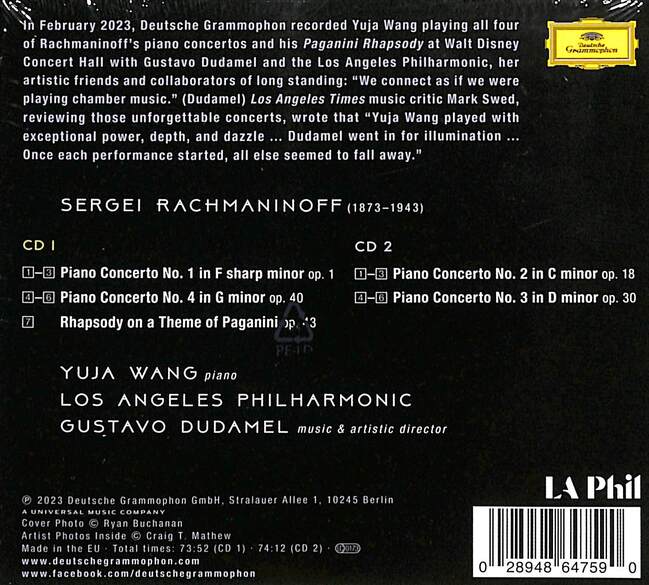 In February 2023, Deutsche Grammophon recorded Yuja Wang playing all four
of Rachmaninoff's piano concertos and his Paganini Rhapsody at Walt Disney
Concert Hall with Gustavo Dudamel and the Los Angeles Philharmonic, her
artistic friends and collaborators of long standing: “We connect as if we were
playing chamber music.” (Dudamel) Los Angeles Times music critic Mark Swed,
reviewing those unforgettable concerts, wrote that “Yuja Wang played with
exceptional power, depth, and dazzle ... Dudamel went in for illumination ...
Once each performance started, all else seemed to fall away.”
Deutsche
Grammophon
SERGEI RACHMANINOFF (1873–1943)
CD 1
1–3 Piano Concerto No. 1 in F sharp minor op. 1
4–6 Piano Concerto No. 4 in G minor op. 40
7 Rhapsody on a Theme of Paganini op. 43
PE-LD
CD 2
1–3 Piano Concerto No. 2 in C minor op. 18
4–6 Piano Concerto No. 3 in D minor op. 30
YUJA WANG piano
LOS ANGELES PHILHARMONIC
GUSTAVO DUDAMEL music & artistic director
℗ 2023 Deutsche Grammophon GmbH, Stralauer Allee 1, 10245 Berlin
A UNIVERSAL MUSIC COMPANY
Cover Photo © Ryan Buchanan
Artist Photos Inside © Craig T. Mathew
Made in the EU · Total times: 73:52 (CD 1) · 74:12 (CD 2) ·
www.deutschegrammophon.com
www.facebook.com/deutschegrammophon
LA Phil
0 28948 64759 0